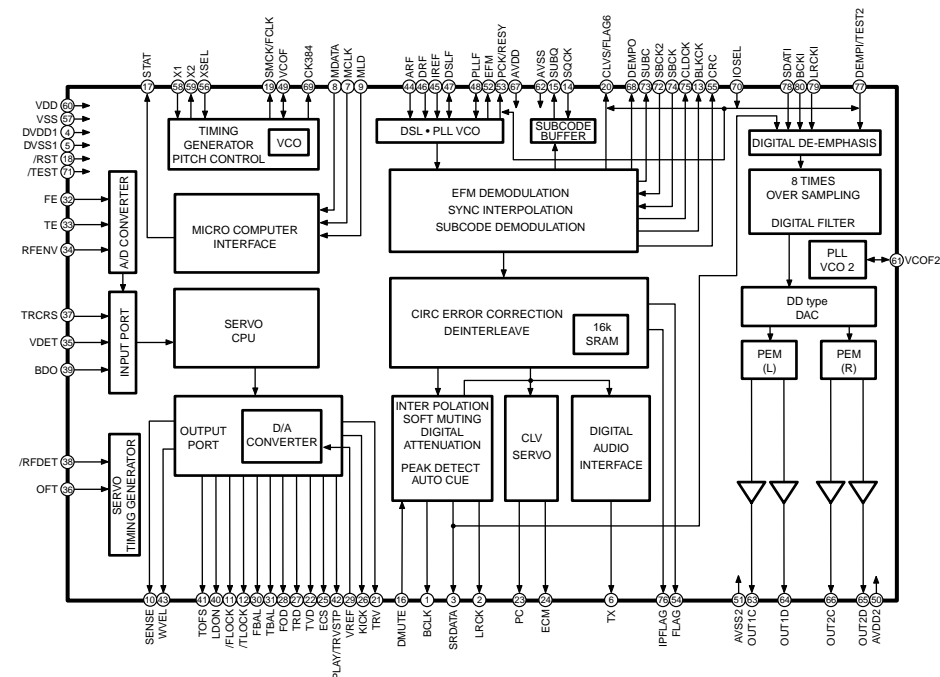 STAT
X1
X2
XSEL
SMCK/FCLK
VCOF
CK384
MDATA
MCLK
MLD
ARF
DRF
IREF
DSLF
PLLF
EFM
PCK/RESY
AVDD
AVSS
SUBQ
SQCK
CLVS/FLAG6
DEMPO
SUBC
SBCK2
SBCK
CLDCK
BLKCK
CRC
IOSEL
SDATI
BCKI
LRCKI
DEMPI/TEST2
17 58 59 56 19 49 69 8 7 9 44 46 45 47 48 52 53 67 62 15 14 20 68 73 72 74 75 13 55 70 78 80 79 77
VDD 60
VSS 57
DVDD1 4
DVSS1 5
/RST 18
/TEST 71
FE 32
TE 33
RFENV 34
TRCRS 37
VDET 35
BDO 39
/RFDET 38
OFT 36
A/D CONVERTER
INPUT PORT
SERVO
TIMING GENERATOR
TIMING
GENERATOR
PITCH CONTROL
VCO
MICRO COMPUTER
INTERFACE
SERVO
CPU
OUTPUT
PORT
D/A
CONVERTER
DSL • PLL VCO
SUBCODE
BUFFER
EFM DEMODULATION
SYNC INTERPOLATION
SUBCODE DEMODULATION
CIRC ERROR CORRECTION
DEINTERLEAVE
16k
SRAM
INTER POLATION
SOFT MUTING
DIGITAL
ATTENUATION
PEAK DETECT
AUTO CUE
CLV
SERVO
DIGITAL
AUDIO
INTERFACE
DIGITAL DE-EMPHASIS
8 TIMES
OVER SAMPLING
DIGITAL FILTER
PLL
VCO 2
61 VCOF2
DD type
DAC
PEM
(L)
PEM
(R)
10 43 41 40 11 12 30 31 28 27 22 25 42 29 26 21 16 1 3 2 23 24 6 76 54 51 63 64 66 65 50
SENSE
WVEL
TOFS
LDON
/FLOCK
/TLOCK
FBAL
TBAL
FOD
TRD
TVD
ECS
PLAY/TRVSTP
VREF
KICK
TRV
DMUTE
BCLK
SRDATA
LRCK
PC
ECM
TX
IPFLAG
FLAG
AVSS2
OUT1C
OUT1D
OUT2C
OUT2D
AVDD2